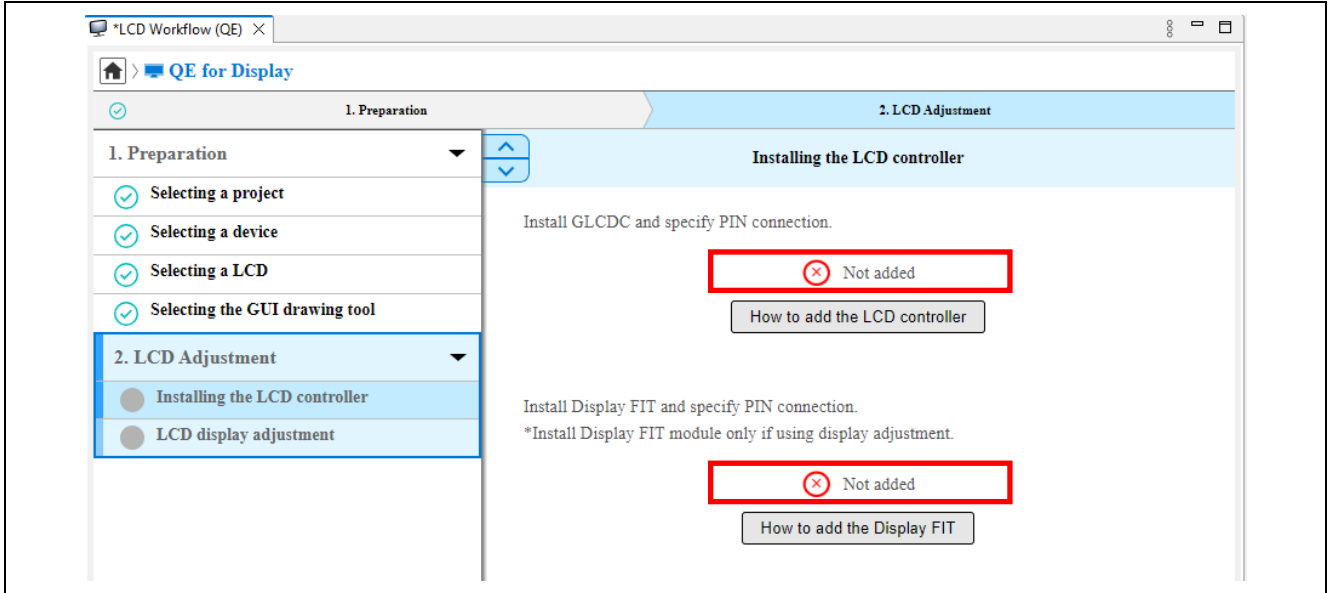 *LCD Workflow (QE)
QE for Display
1. Preparation
2. LCD Adjustment
1. Preparation
Selecting a project
Selecting a device
Selecting a LCD
Selecting the GUI drawing tool
2. LCD Adjustment
Installing the LCD controller
LCD display adjustment
Installing the LCD controller
Install GLCDC and specify PIN connection.
Not added
How to add the LCD controller
Install Display FIT and specify PIN connection.
*Install Display FIT module only if using display adjustment.
Not added
How to add the Display FIT